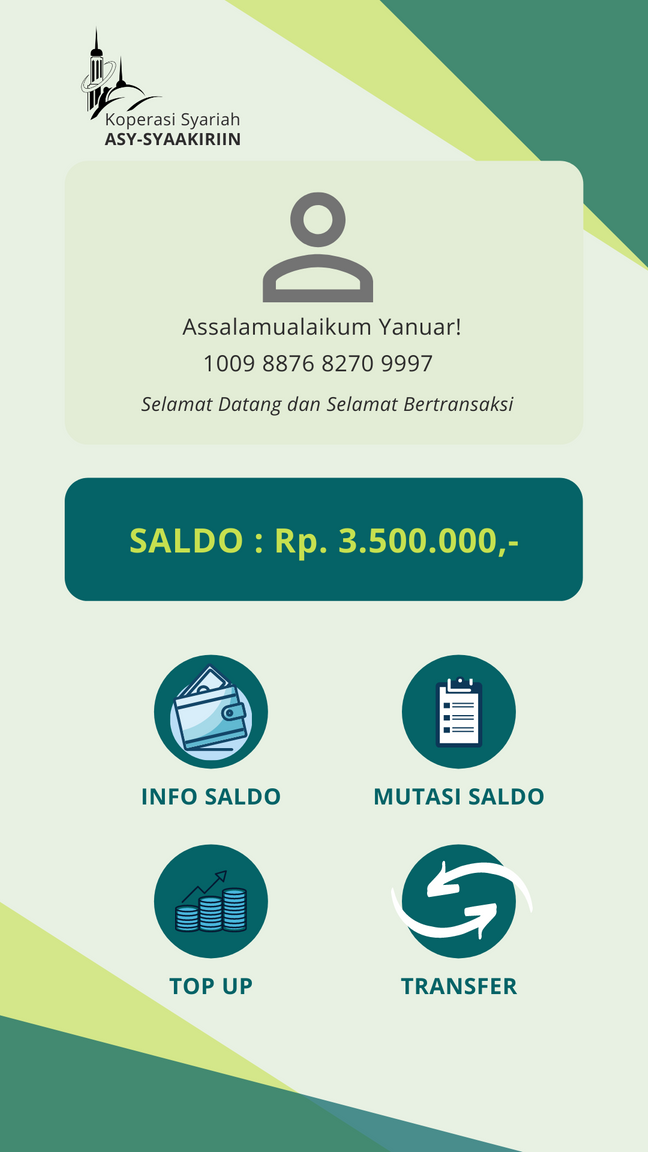 Koperasi Syariah
ASY-SYAAKIRIIN
Assalamualaikum Yanuar!
1009 8876 8270 9997
Selamat Datang dan Selamat Bertransaksi
SALDO : Rp. 3.500.000,-
INFO SALDO
MUTASI SALDO
TOP UP
TRANSFER